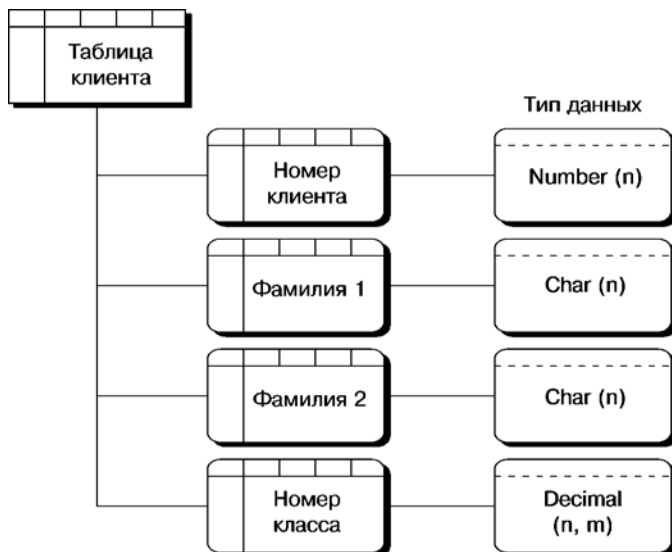 Таблица
клиента
Тип данных
Номер
клиента
Number (n)
Фамилия 1
Char (n)
Фамилия 2
Char (n)
Номер
класса
Decimal
(n, m)